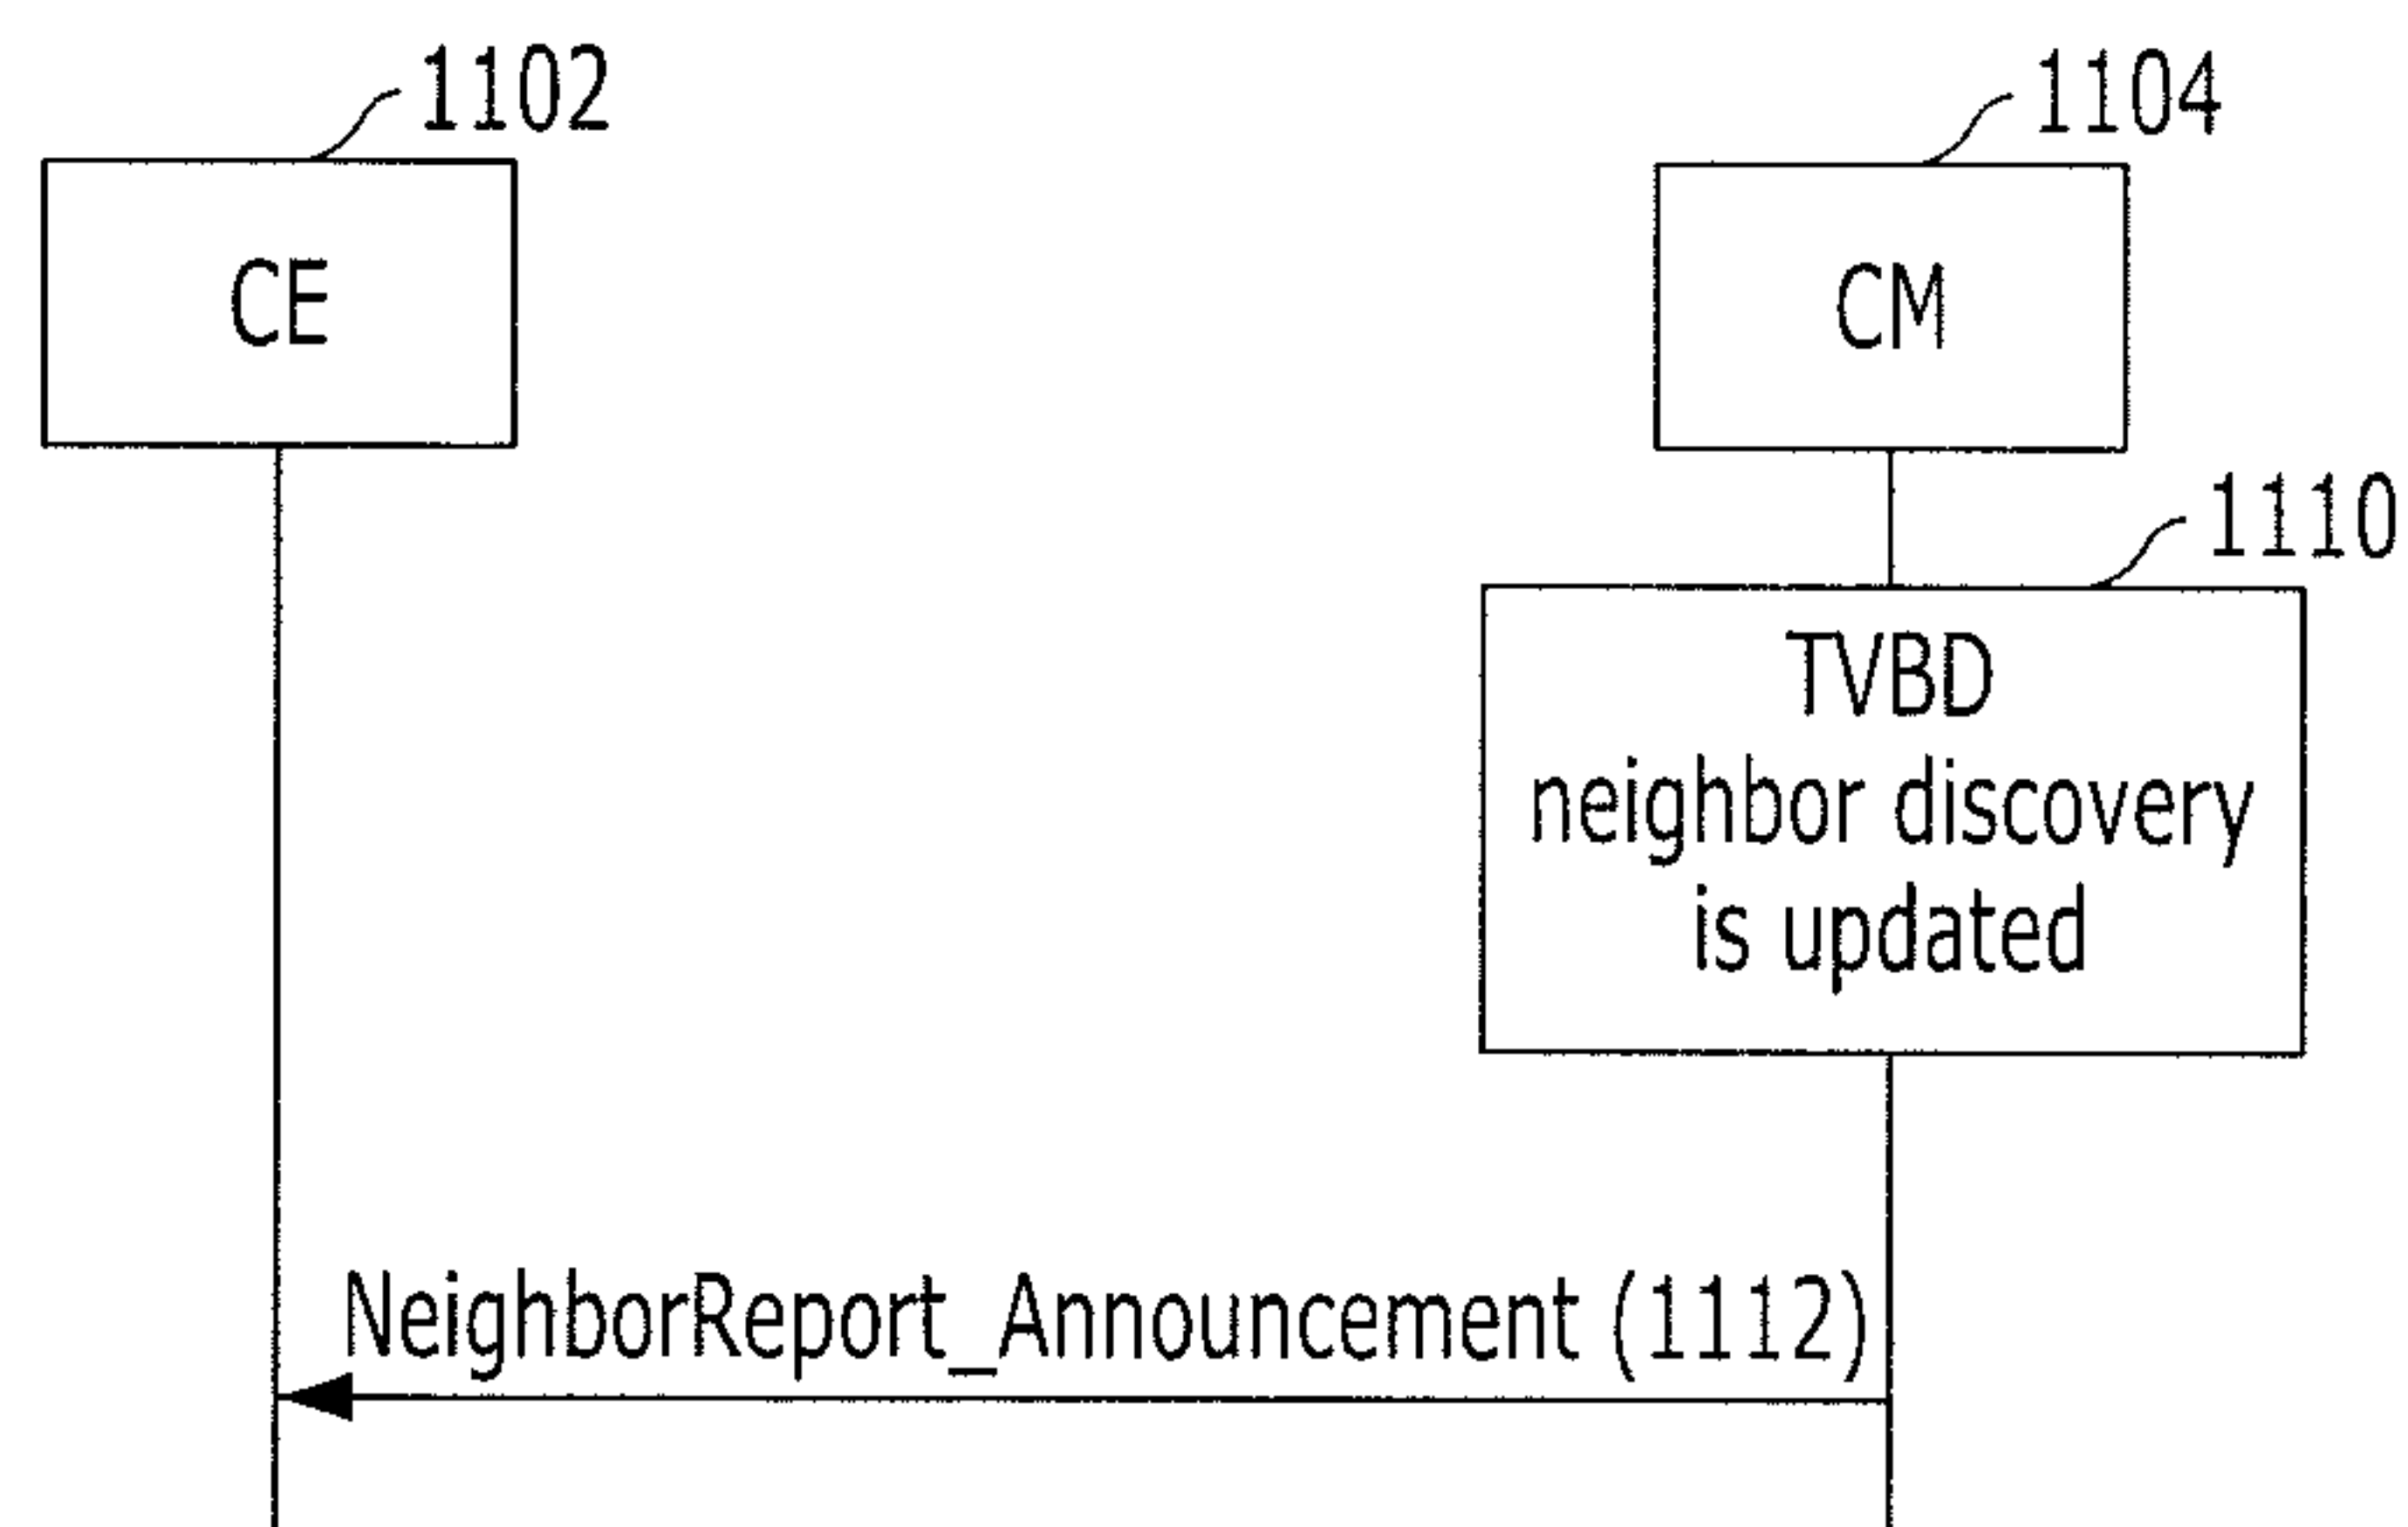 1102
1104
CE
CM
1110
TVBD
neighbor discovery
is updated
NeighborReport_Announcement (1112)